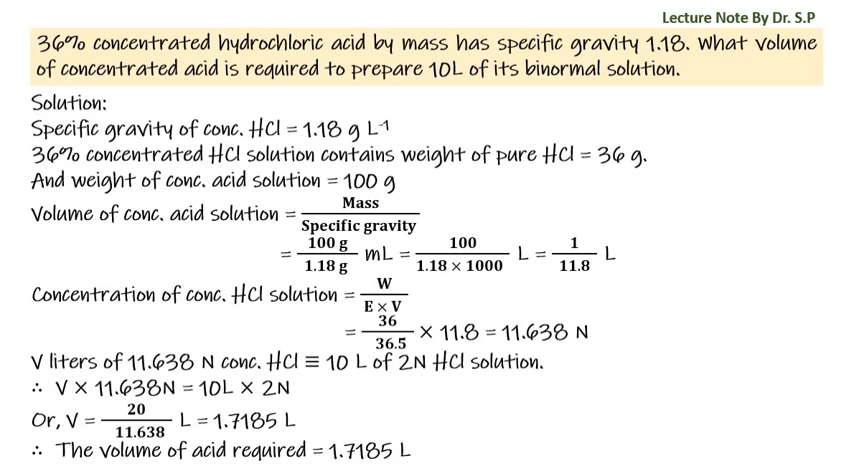 Lecture Note By Dr. S.P
36% concentrated hydrochloric acid by mass has specific gravity 1.18. What volume
of concentrated acid is required to prepare 10L of its binormal solution.
Solution:
Specific gravity of conc. HCl = 1.18 g L⁻¹
36% concentrated HCl solution contains weight of pure HCl = 36 g.
And weight of conc. acid solution = 100 g
Volume of conc. acid solution = Mass / Specific gravity
= 100 g / 1.18 g mL = 100 / 1.18 × 1000 L = 1 / 11.8 L
Concentration of conc. HCl solution = W / E × V
= 36 / 36.5 × 11.8 = 11.638 N
V liters of 11.638 N conc. HCl ≡ 10 L of 2N HCl solution.
∴ V × 11.638N = 10L × 2N
Or, V = 20 / 11.638 L = 1.7185 L
∴ The volume of acid required = 1.7185 L